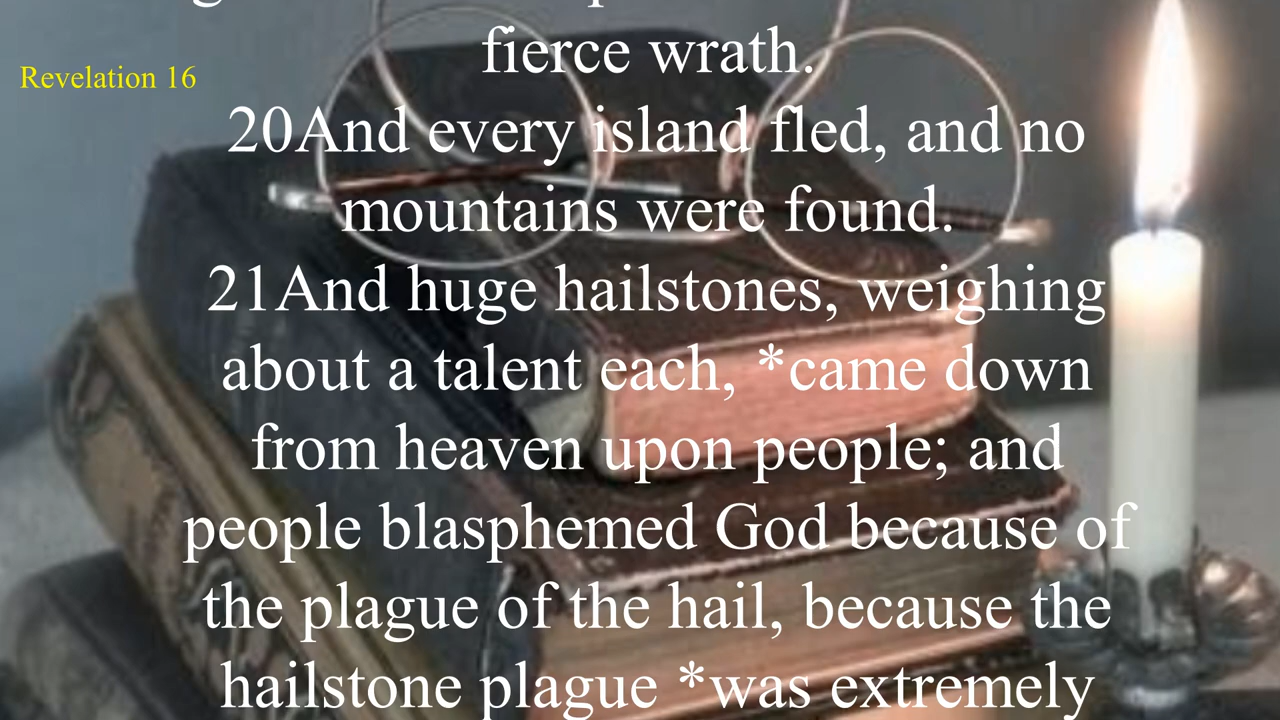 fierce wrath.
Revelation 16
20And every island fled, and no
mountains were found.
21And huge hailstones, weighing
about a talent each, *came down
from heaven upon people; and
people blasphemed God because of
the plague of the hail, because the
hailstone plague *was extremely